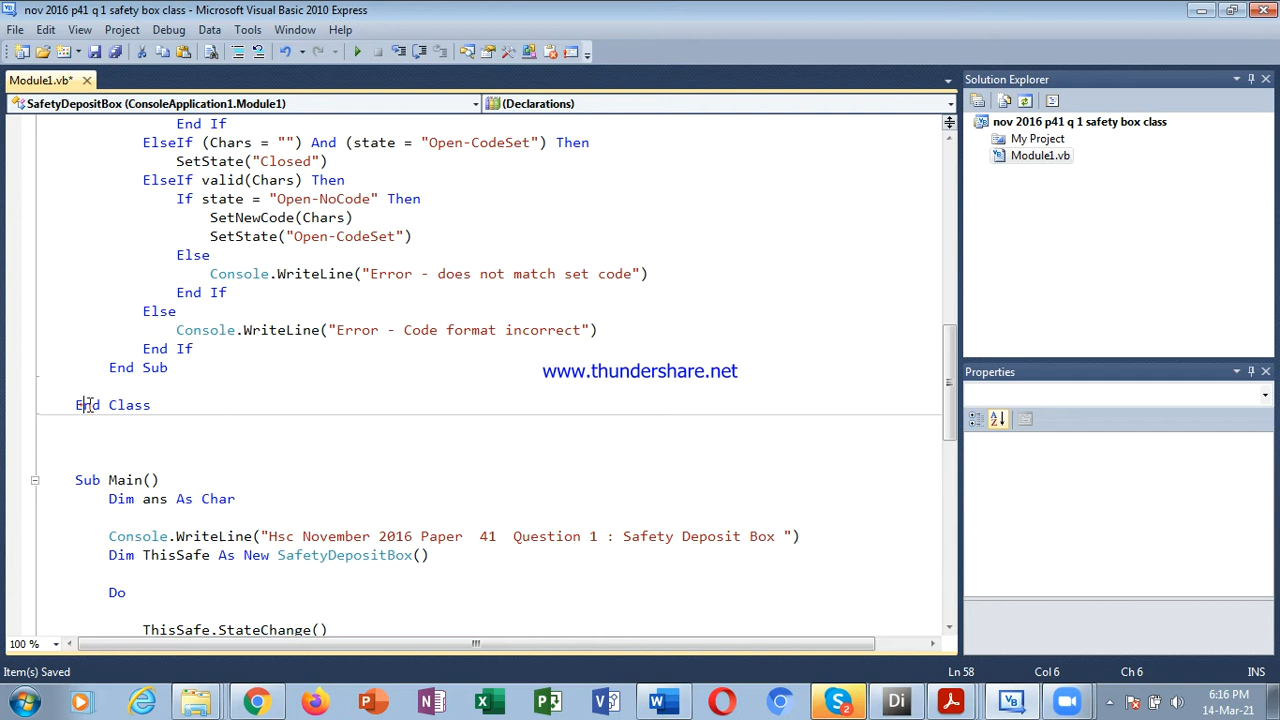 nov 2016 p41 q 1 safety box class - Microsoft Visual Basic 2010 Express
File Edit View Project Debug Data Tools Window Help
Module1.vb*
SafetyDepositBox (ConsoleApplication1.Module1)
(Declarations)
End If
ElseIf (Chars = "") And (state = "Open-CodeSet") Then
SetState("Closed")
ElseIf valid(Chars) Then
If state = "Open-NoCode" Then
SetNewCode(Chars)
SetState("Open-CodeSet")
Else
Console.WriteLine("Error - does not match set code")
End If
Else
Console.WriteLine("Error - Code format incorrect")
End If
End Sub
www.thundershare.net
End Class
Sub Main()
Dim ans As Char
Console.WriteLine("Hsc November 2016 Paper  41  Question 1 : Safety Deposit Box ")
Dim ThisSafe As New SafetyDepositBox()
Do
ThisSafe.StateChange()
100 %
Solution Explorer
nov 2016 p41 q 1 safety box class
My Project
Module1.vb
Properties
Item(s) Saved
Ln 58
Col 6
Ch 6
INS
6:16 PM
14-Mar-21